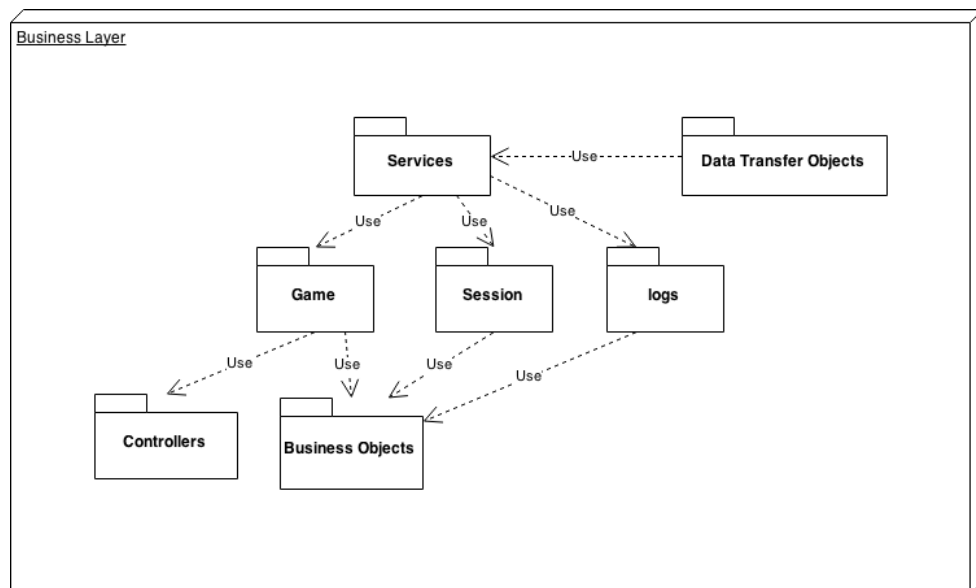 Business Layer
Services
Use
Data Transfer Objects
Use
Use
Use
Game
Session
logs
Use
Use
Use
Use
Controllers
Business Objects